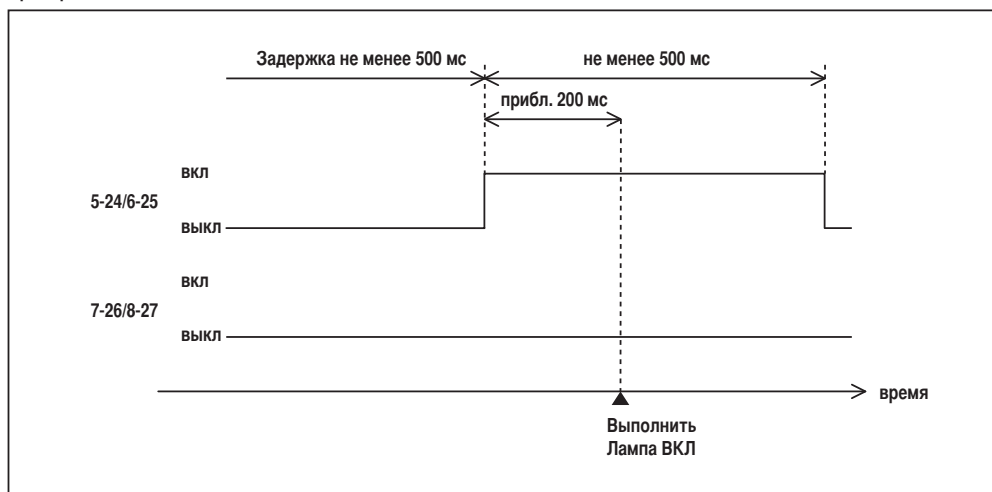 Задержка не менее 500 мс
не менее 500 мс
прибл. 200 мс
вкл
5-24/6-25
выкл
вкл
7-26/8-27
выкл
время
Выполнить
Лампа ВКЛ